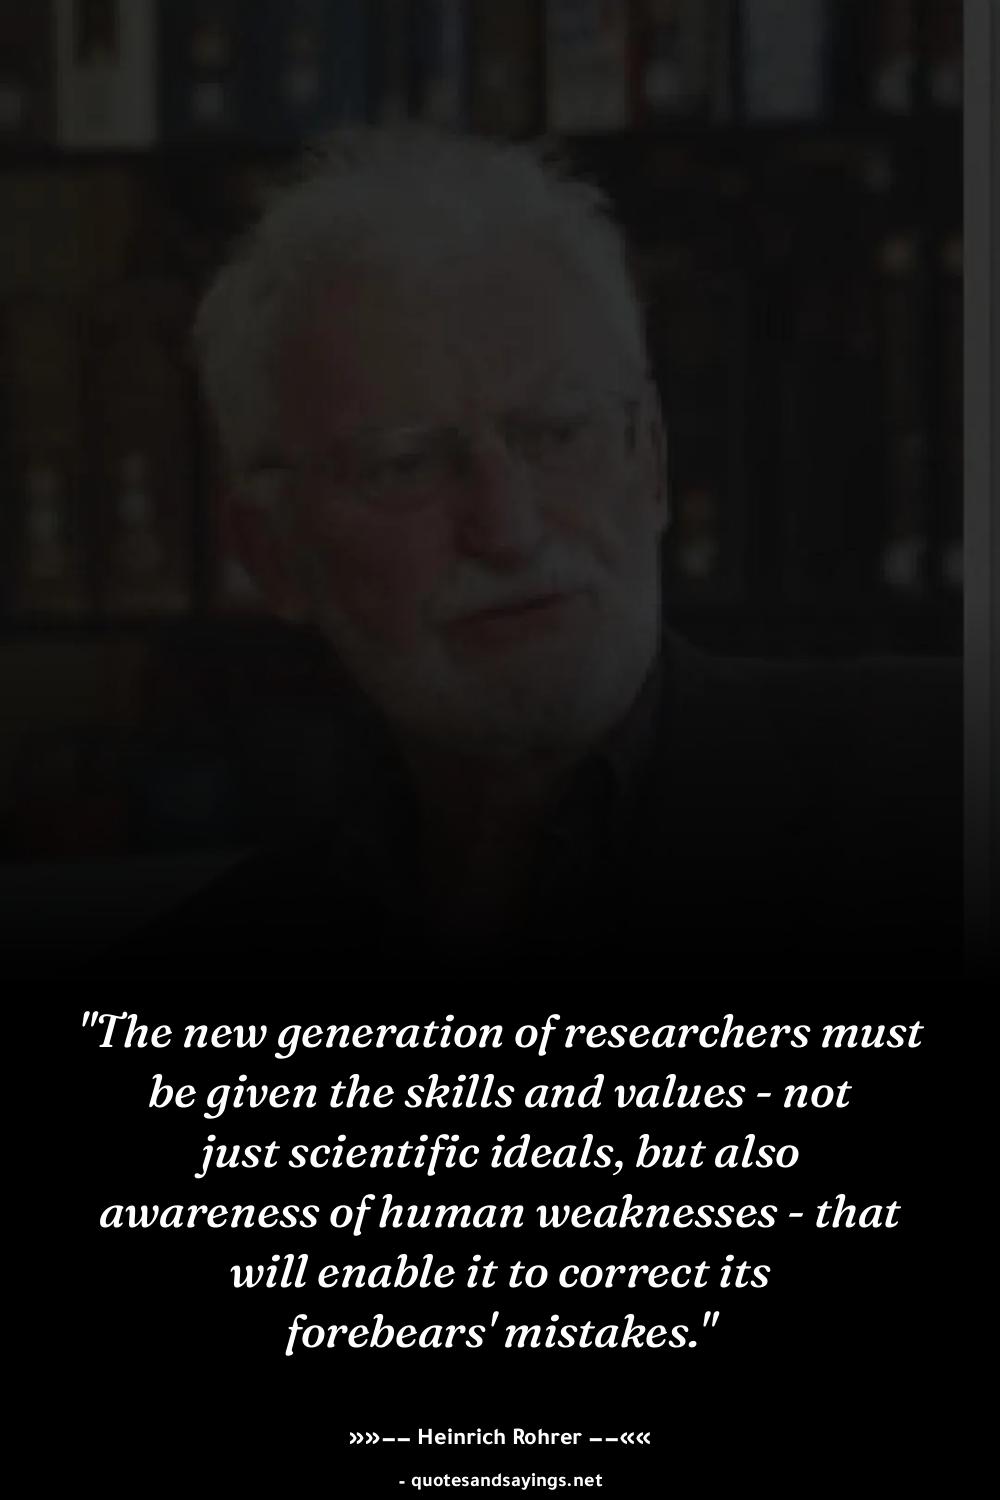 "The new generation of researchers must
be given the skills and values - not
just scientific ideals, but also
awareness of human weaknesses - that
will enable it to correct its
forebears' mistakes."
»»–– Heinrich Rohrer ––««
- quotesandsayings.net